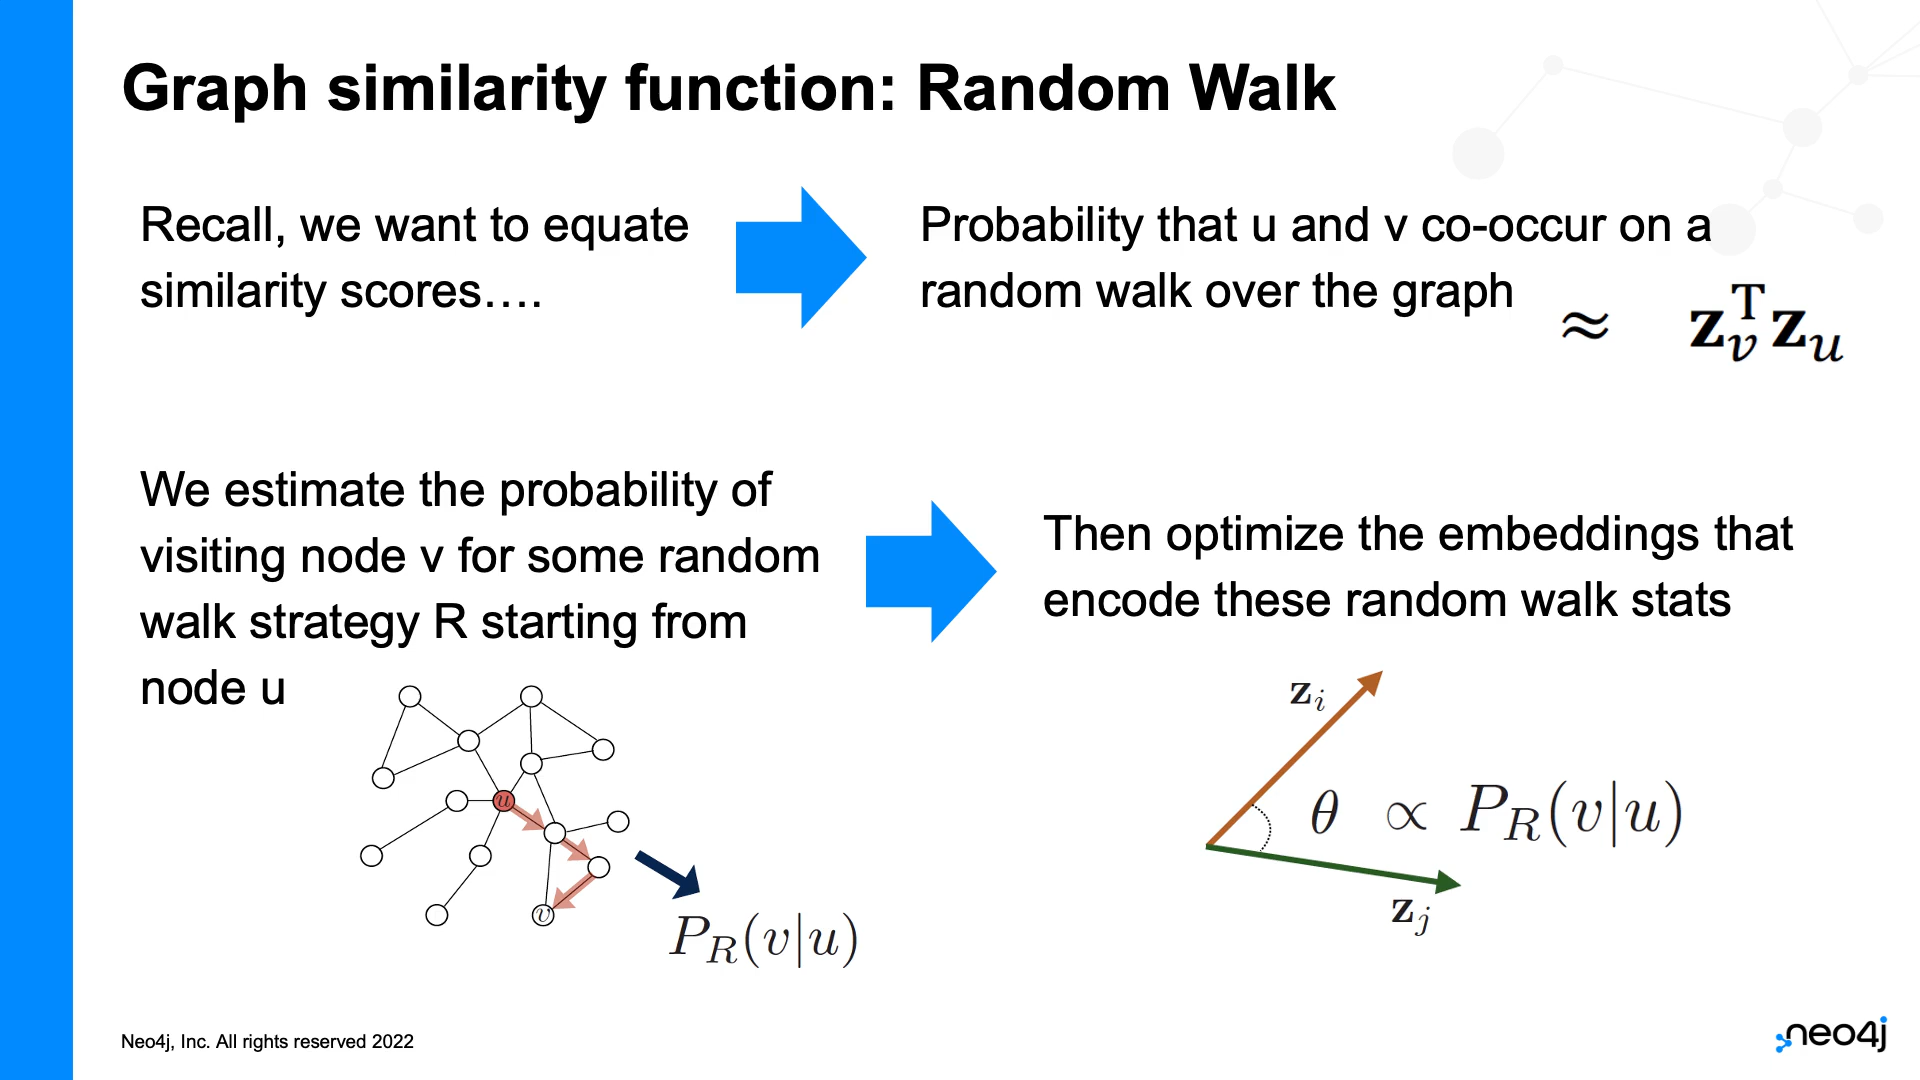 Graph similarity function: Random Walk
Recall, we want to equate
similarity scores….
Probability that u and v co-occur on a
random walk over the graph
≈ z_v^T z_u
We estimate the probability of
visiting node v for some random
walk strategy R starting from
node u
Then optimize the embeddings that
encode these random walk stats
u
v
P_R(v|u)
z_i
θ ∝ P_R(v|u)
z_j
Neo4j, Inc. All rights reserved 2022
neo4j